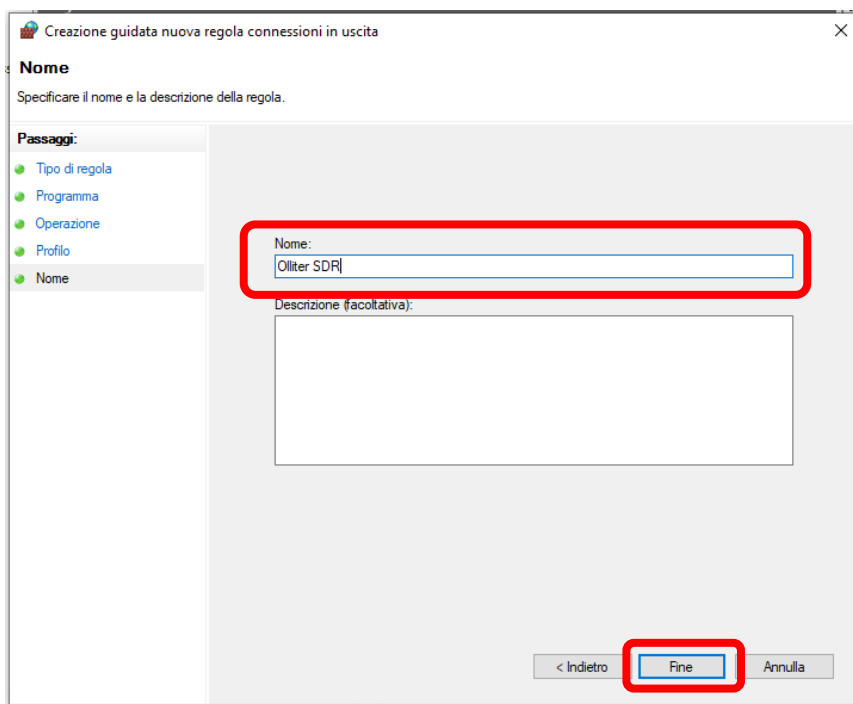 Creazione guidata nuova regola connessioni in uscita
Nome
Specificare il nome e la descrizione della regola.
Passaggi:
Tipo di regola
Programma
Operazione
Profilo
Nome
Nome:
Olliter SDR
Descrizione (facoltativa):
< Indietro
Fine
Annulla